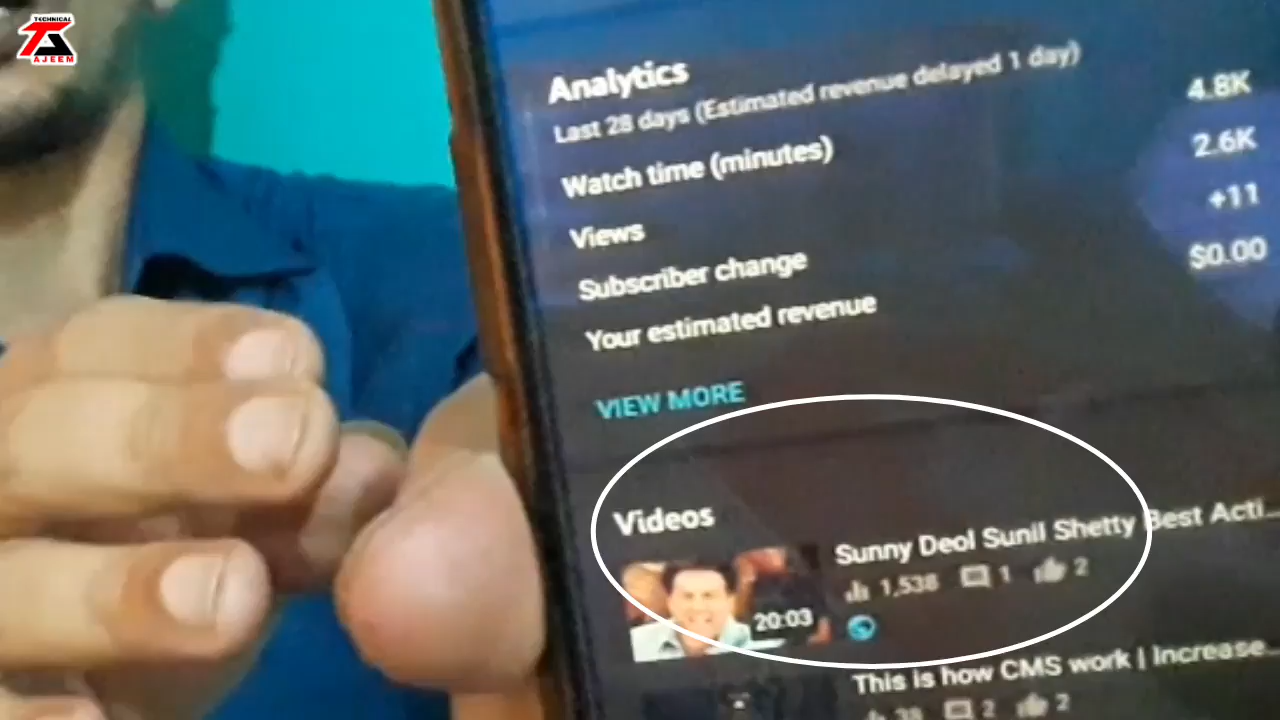 TECHNICAL
AJEEM
Analytics
Last 28 days (Estimated revenue delayed 1 day)
Watch time (minutes) 4.8K
Views 2.6K
Subscriber change +11
Your estimated revenue $0.00
VIEW MORE
Videos
Sunny Deol Sunil Shetty Best Acti...
1,538 1 2
20:03
This is how CMS work | Increase...
38 2 2